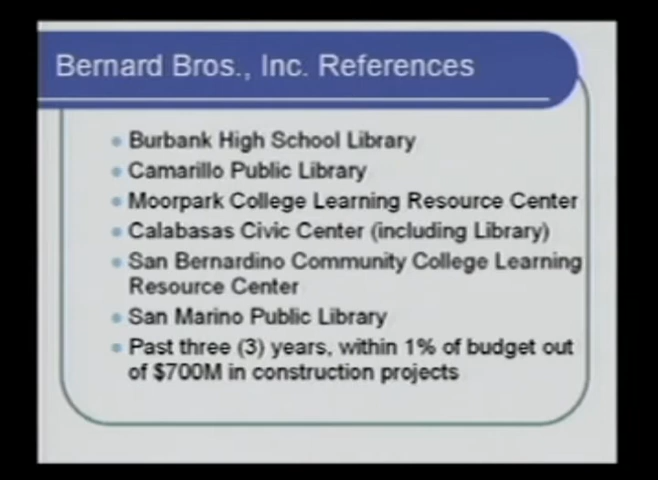 Bernard Bros., Inc. References
Burbank High School Library
Camarillo Public Library
Moorpark College Learning Resource Center
Calabasas Civic Center (including Library)
San Bernardino Community College Learning
Resource Center
San Marino Public Library
Past three (3) years, within 1% of budget out
of $700M in construction projects